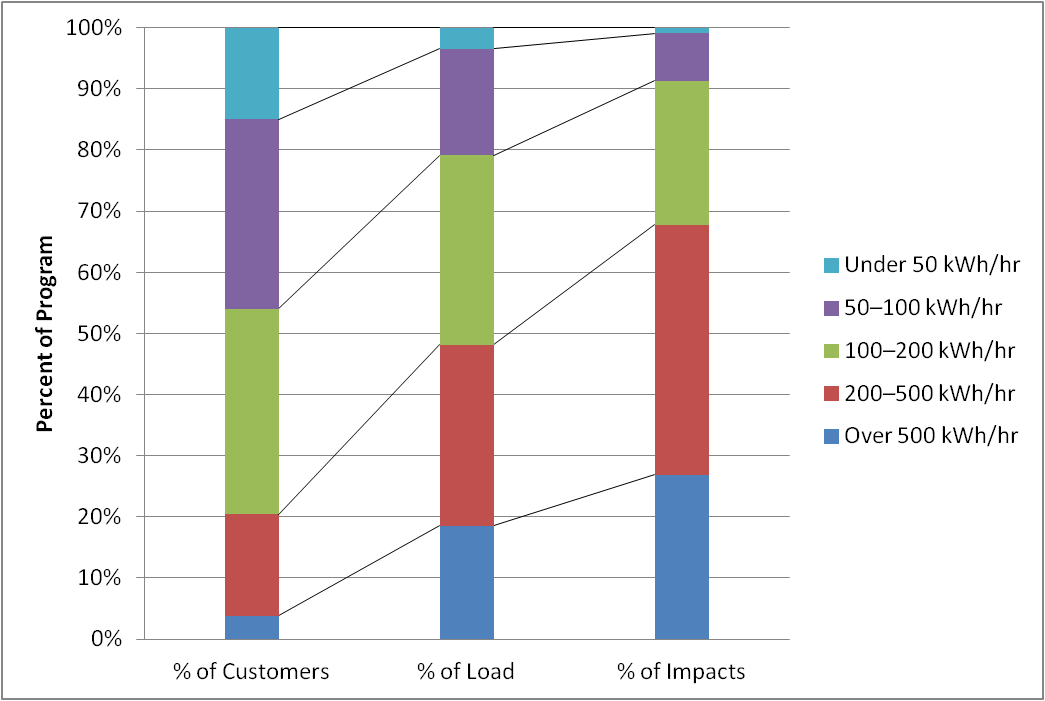 100%
90%
80%
70%
60%
50%
40%
30%
20%
10%
0%
Percent of Program
% of Customers
% of Load
% of Impacts
Under 50 kWh/hr
50–100 kWh/hr
100–200 kWh/hr
200–500 kWh/hr
Over 500 kWh/hr